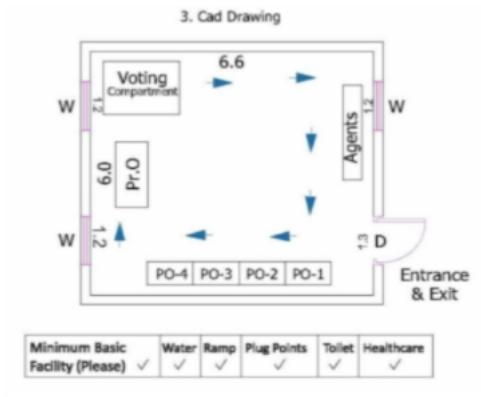 3. Cad Drawing
6.6
Voting
Compartment
W
1.2
1.2
W
Agents
6.0
Pr.O
W
1.2
1.3
D
PO-4 PO-3 PO-2 PO-1
Entrance
& Exit
Minimum Basic
Facility (Please) ✓
Water ✓
Ramp ✓
Plug Points ✓
Toilet ✓
Healthcare ✓